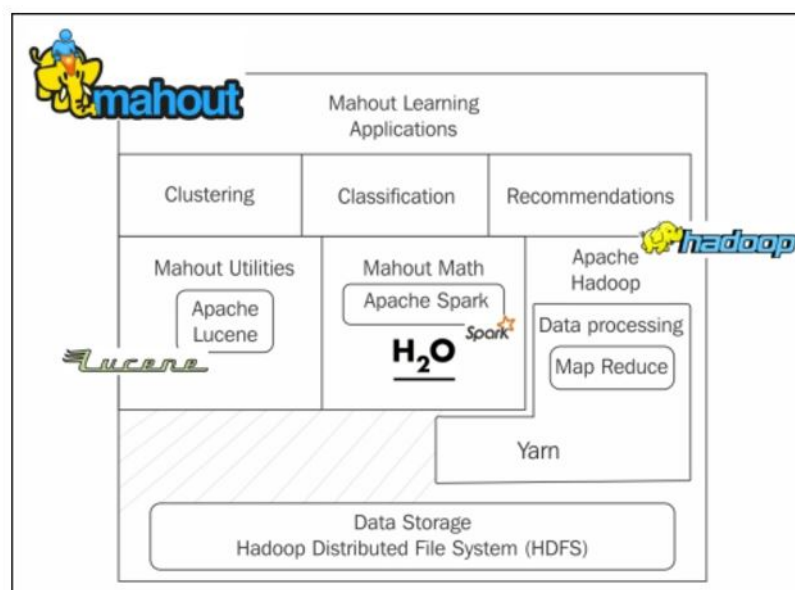 mahout
Mahout Learning
Applications
Clustering
Classification
Recommendations
hadoop
Mahout Utilities
Mahout Math
Apache
Hadoop
Apache
Lucene
Apache Spark
Spark
Data processing
Lucene
H2O
Map Reduce
Yarn
Data Storage
Hadoop Distributed File System (HDFS)